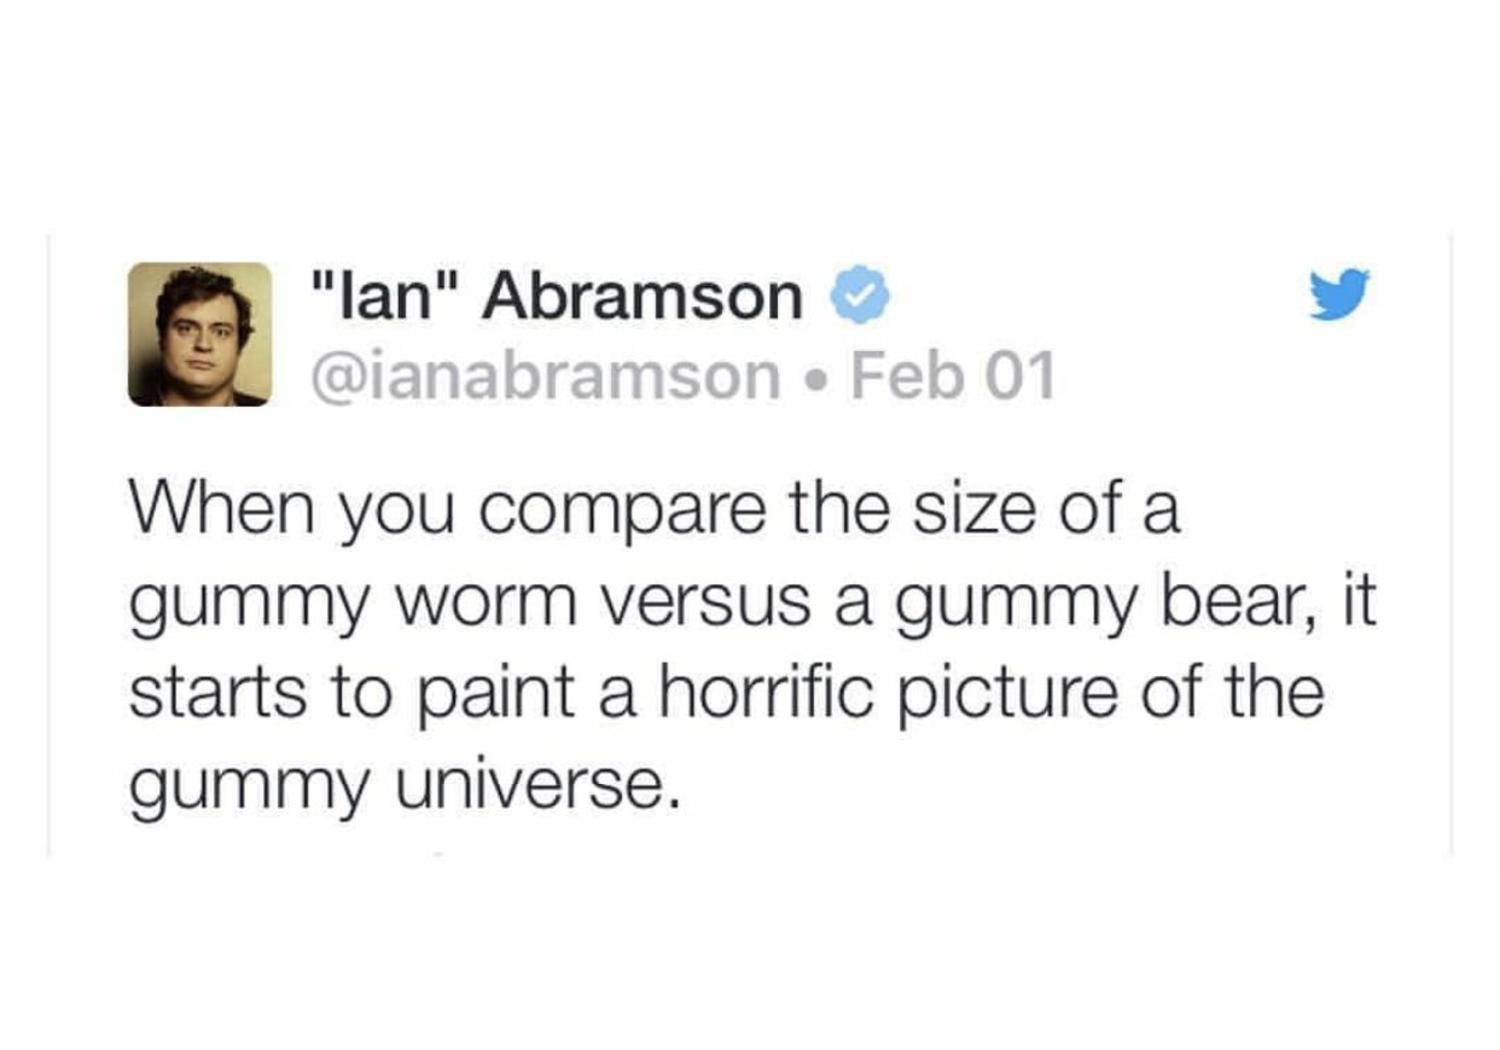 "Ian" Abramson
@ianabramson • Feb 01
When you compare the size of a
gummy worm versus a gummy bear, it
starts to paint a horrific picture of the
gummy universe.